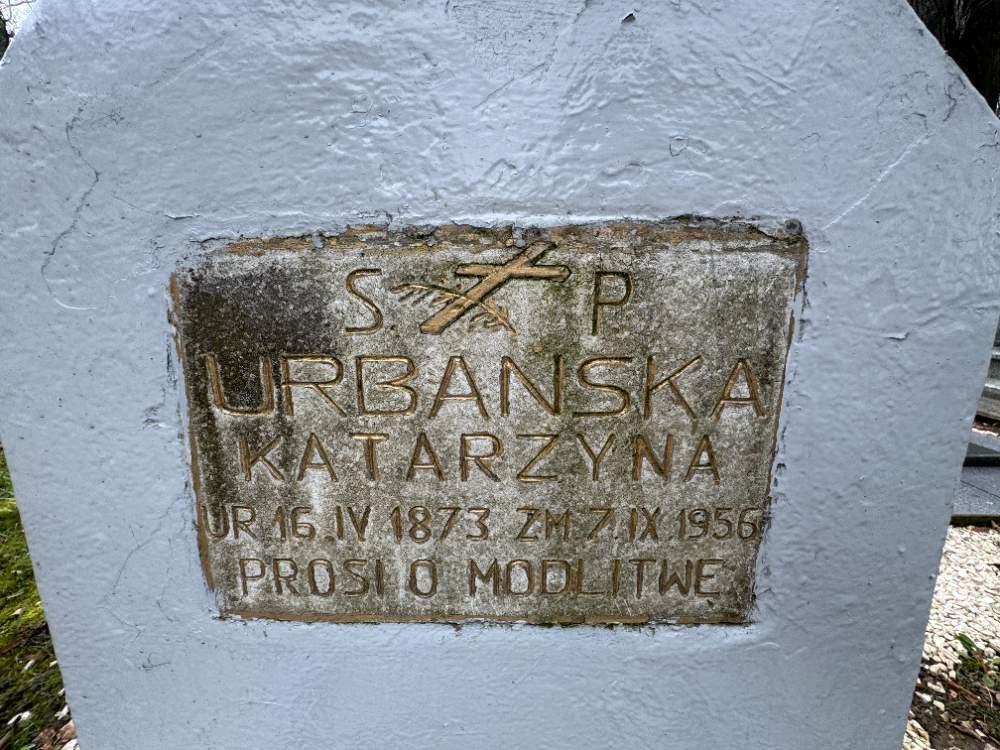 S. P.
URBANSKA
KATARZYNA
UR 16.IV 1873. ZM.7.IX.1956
PROSI O MODLITWE